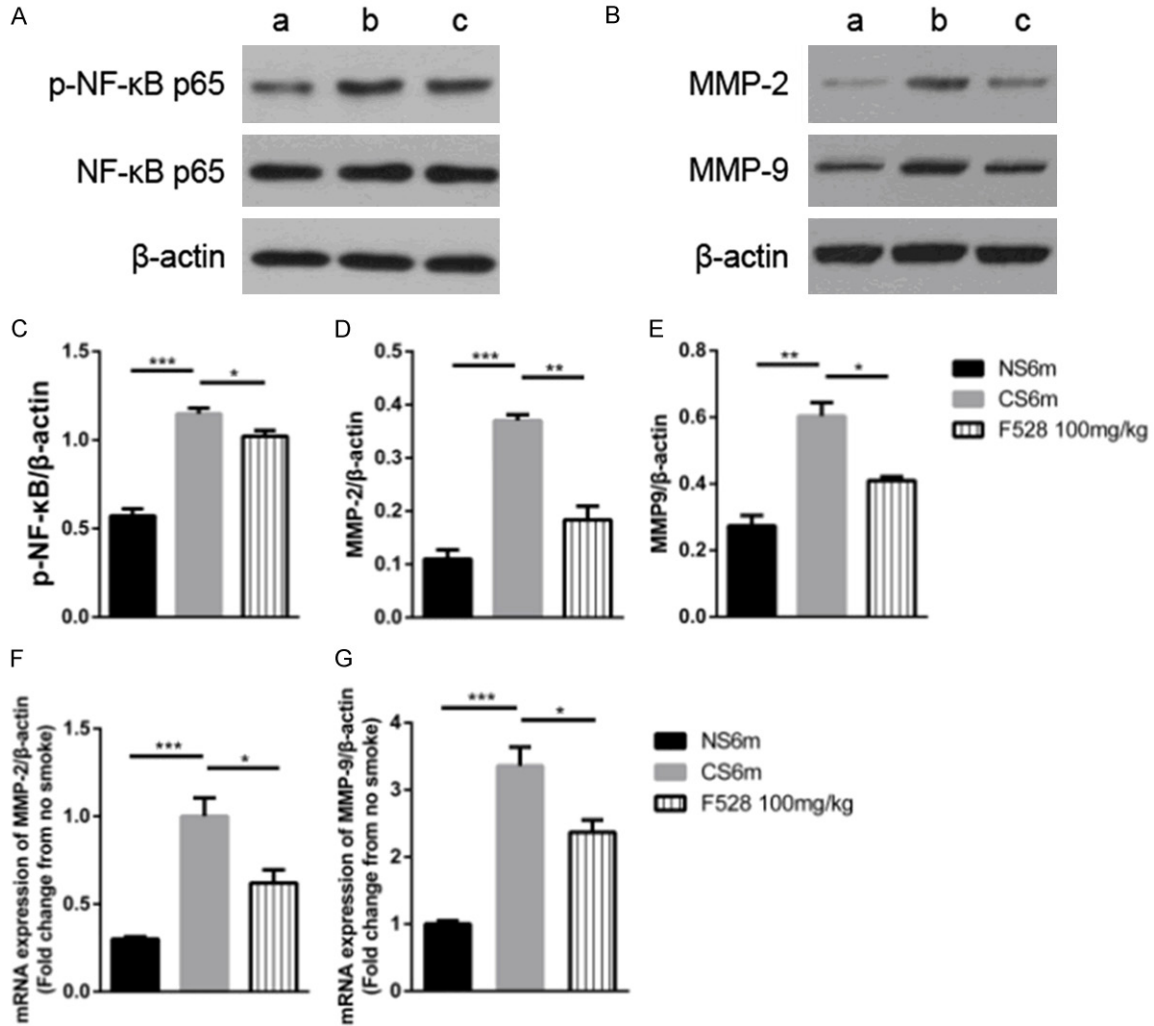 A
B
a b c
a b c
p-NF-κB p65
NF-κB p65
β-actin
MMP-2
MMP-9
β-actin
C
D
E
p-NF-κB/β-actin
1.5
1.0
0.5
0.0
***
*
MMP-2/β-actin
0.5
0.4
0.3
0.2
0.1
0.0
***
**
MMP9/β-actin
0.8
0.6
0.4
0.2
0.0
**
*
NS6m
CS6m
F528 100mg/kg
F
G
mRNA expression of MMP-2/β-actin
(Fold change from no smoke)
1.5
1.0
0.5
0.0
***
*
mRNA expression of MMP-9/β-actin
(Fold change from no smoke)
4
3
2
1
0
***
*
NS6m
CS6m
F528 100mg/kg